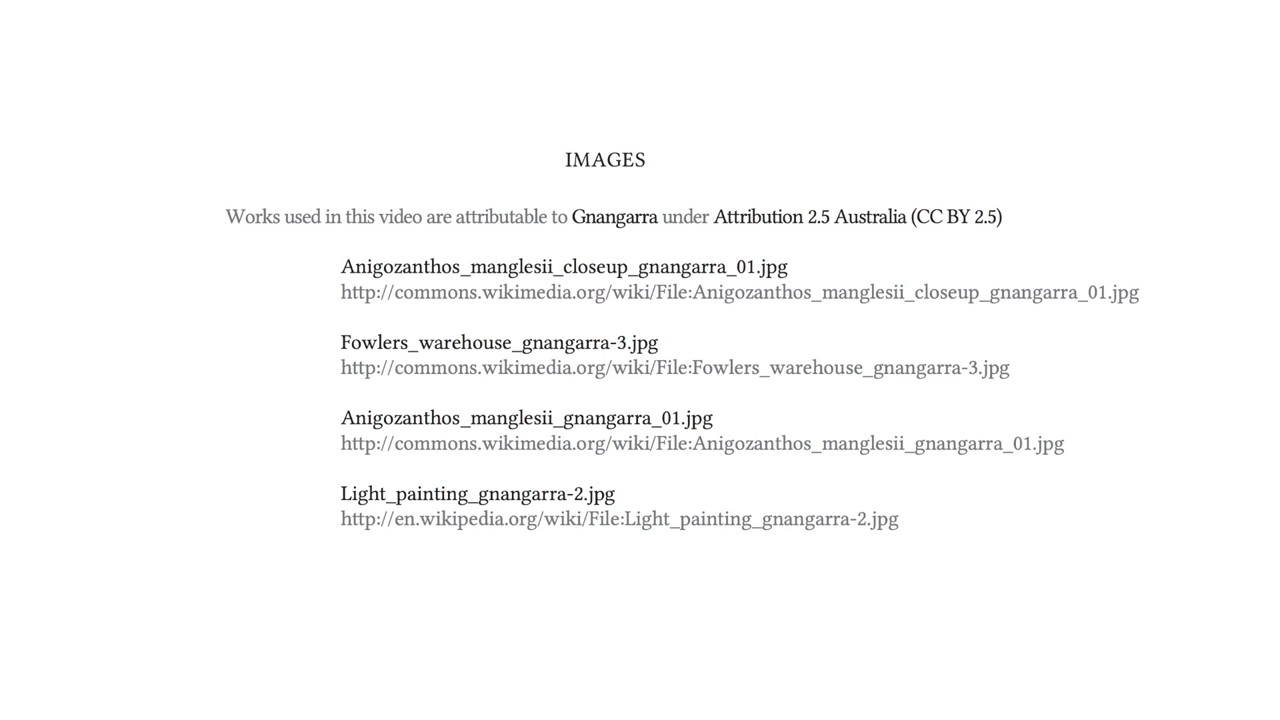 IMAGES
Works used in this video are attributable to Gnangarra under Attribution 2.5 Australia (CC BY 2.5)
Anigozanthos_manglesii_closeup_gnangarra_01.jpg
http://commons.wikimedia.org/wiki/File:Anigozanthos_manglesii_closeup_gnangarra_01.jpg
Fowlers_warehouse_gnangarra-3.jpg
http://commons.wikimedia.org/wiki/File:Fowlers_warehouse_gnangarra-3.jpg
Anigozanthos_manglesii_gnangarra_01.jpg
http://commons.wikimedia.org/wiki/File:Anigozanthos_manglesii_gnangarra_01.jpg
Light_painting_gnangarra-2.jpg
http://en.wikipedia.org/wiki/File:Light_painting_gnangarra-2.jpg